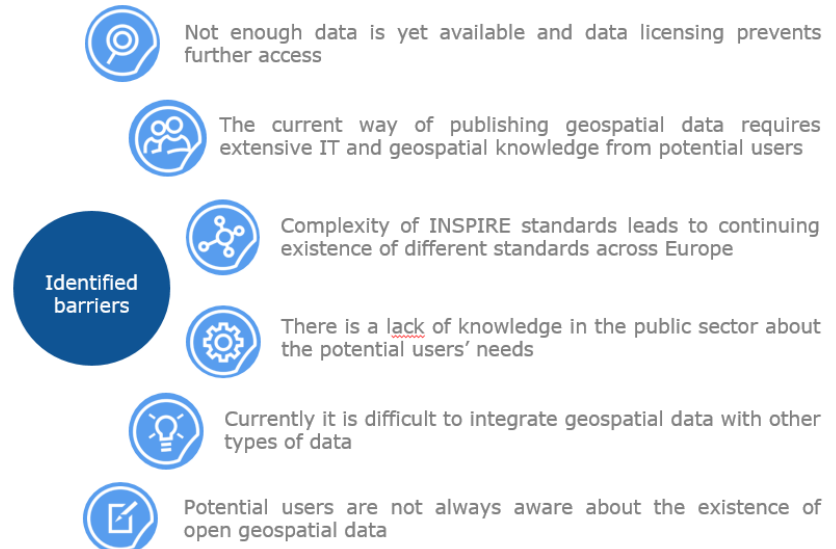 Not enough data is yet available and data licensing prevents
further access
The current way of publishing geospatial data requires
extensive IT and geospatial knowledge from potential users
Complexity of INSPIRE standards leads to continuing
existence of different standards across Europe
Identified
barriers
There is a lack of knowledge in the public sector about
the potential users’ needs
Currently it is difficult to integrate geospatial data with other
types of data
Potential users are not always aware about the existence of
open geospatial data